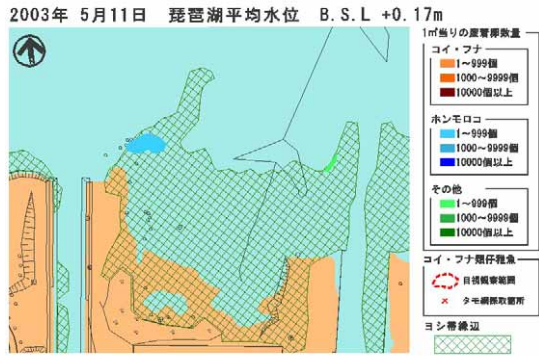 2003年 5月11日 琵琶湖平均水位 B.S.L +0.17m
1㎡当りの産着卵数量
コイ・フナ
1～999個
1000～9999個
10000個以上
ホンモロコ
1～999個
1000～9999個
10000個以上
その他
1～999個
1000～9999個
10000個以上
コイ・フナ類仔稚魚
目視観察範囲
タモ網採取箇所
ヨシ帯縁辺